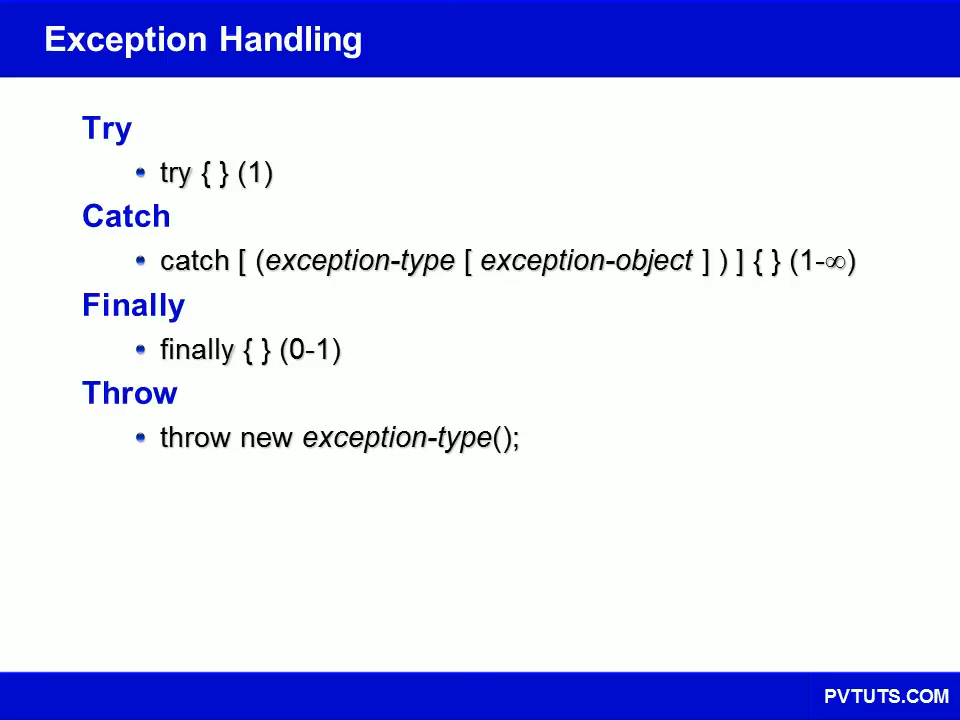 Exception Handling
Try
• try { } (1)
Catch
• catch [ (exception-type [ exception-object ] ) ] { } (1-∞)
Finally
• finally { } (0-1)
Throw
• throw new exception-type();
PVTUTS.COM